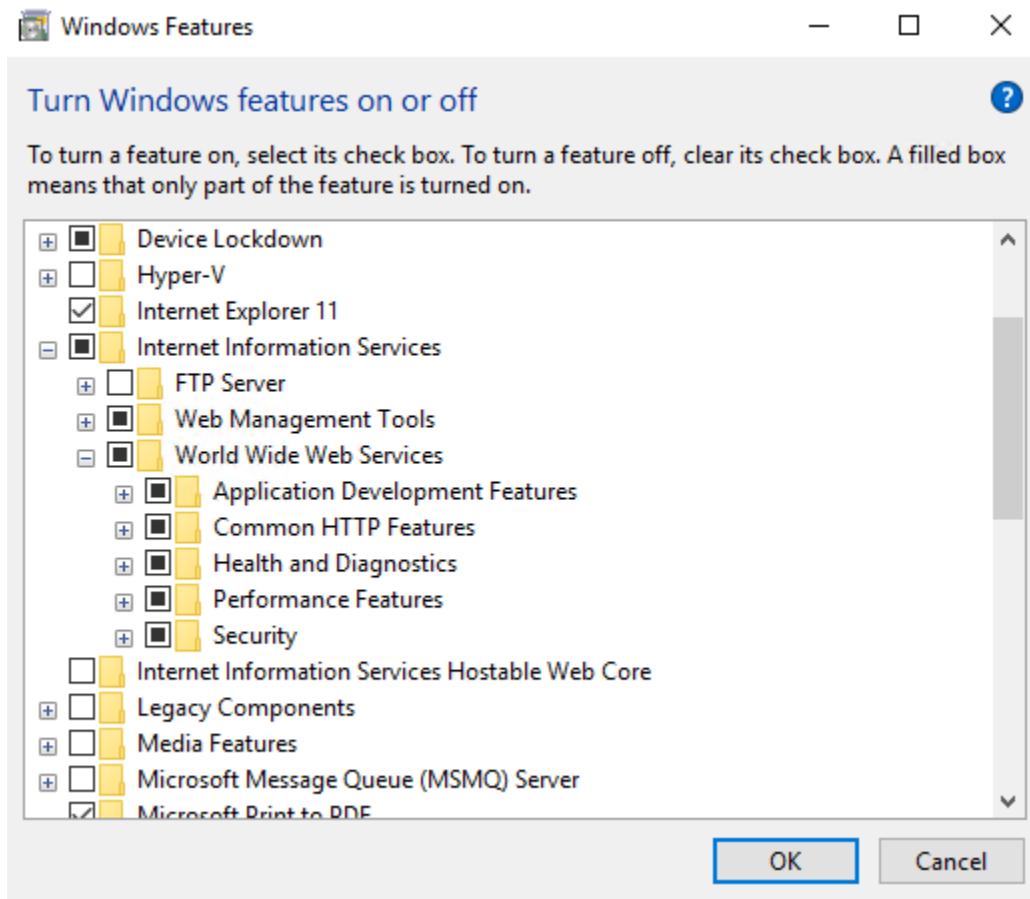 Windows Features
Turn Windows features on or off
To turn a feature on, select its check box. To turn a feature off, clear its check box. A filled box
means that only part of the feature is turned on.
Device Lockdown
Hyper-V
Internet Explorer 11
Internet Information Services
FTP Server
Web Management Tools
World Wide Web Services
Application Development Features
Common HTTP Features
Health and Diagnostics
Performance Features
Security
Internet Information Services Hostable Web Core
Legacy Components
Media Features
Microsoft Message Queue (MSMQ) Server
Microsoft Print to PDF
OK Cancel